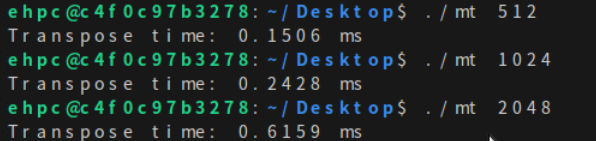 ehpc@c4f0c97b3278:~/Desktop$ ./mt 512
Transpose time: 0.1506 ms
ehpc@c4f0c97b3278:~/Desktop$ ./mt 1024
Transpose time: 0.2428 ms
ehpc@c4f0c97b3278:~/Desktop$ ./mt 2048
Transpose time: 0.6159 ms